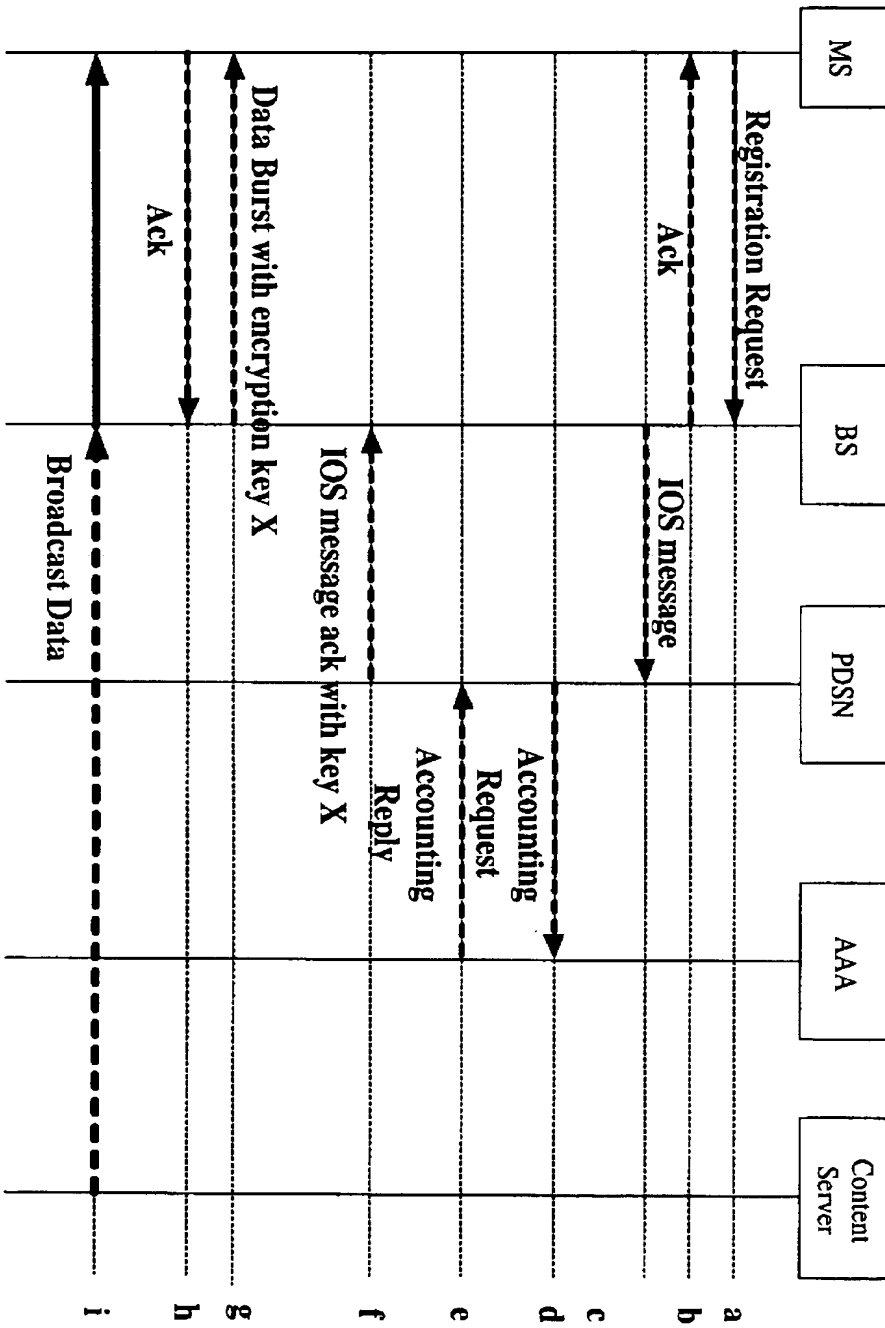 MS
BS
PDSN
AAA
Content
Server
Registration Request
a
Ack
b
IOS message
c
Accounting
Request
d
Accounting
Reply
e
IOS message ack with key X
f
Data Burst with encryption key X
g
Ack
h
Broadcast Data
i